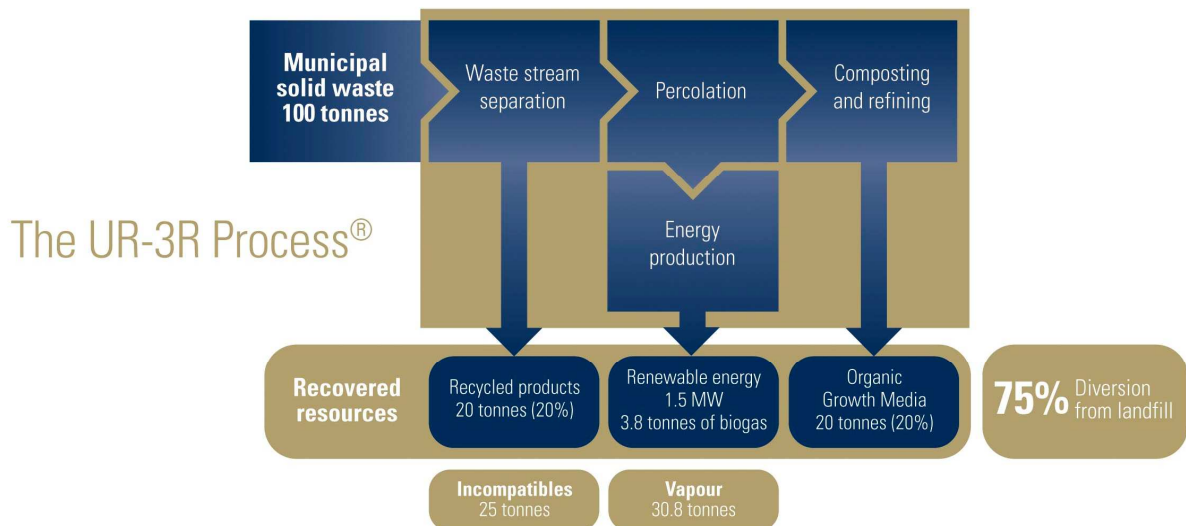 Municipal
solid waste
100 tonnes
Waste stream
separation
Percolation
Composting
and refining
Energy
production
The UR-3R Process®
Recovered
resources
Recycled products
20 tonnes (20%)
Renewable energy
1.5 MW
3.8 tonnes of biogas
Organic
Growth Media
20 tonnes (20%)
75% Diversion
from landfill
Incompatibles
25 tonnes
Vapour
30.8 tonnes